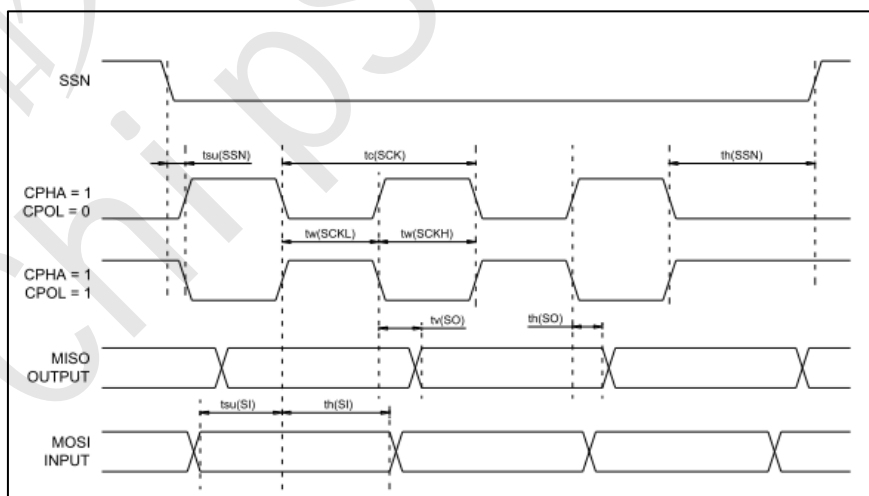 SSN
tsu(SSN)
tc(SCK)
th(SSN)
CPHA = 1
CPOL = 0
tw(SCKL)
tw(SCKH)
CPHA = 1
CPOL = 1
tv(SO)
th(SO)
MISO
OUTPUT
tsu(SI)
th(SI)
MOSI
INPUT